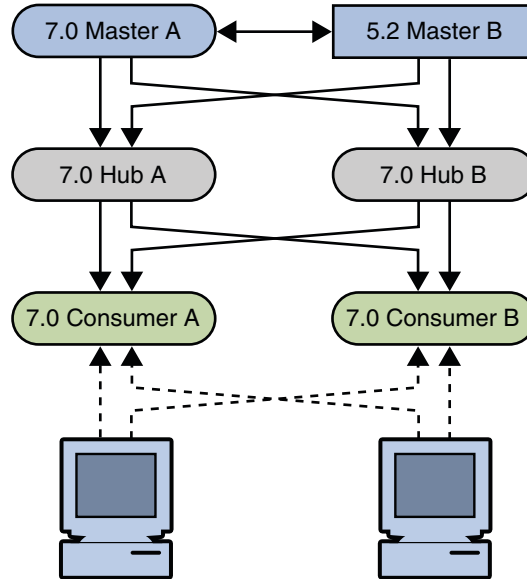 7.0 Master A
5.2 Master B
7.0 Hub A
7.0 Hub B
7.0 Consumer A
7.0 Consumer B